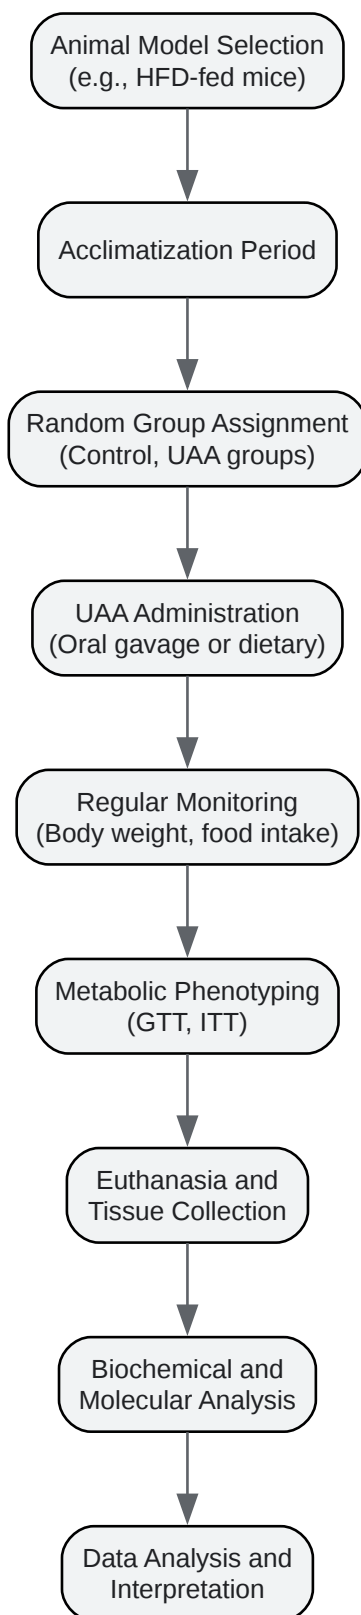 Animal Model Selection
(e.g., HFD-fed mice)
Acclimatization Period
Random Group Assignment
(Control, UAA groups)
UAA Administration
(Oral gavage or dietary)
Regular Monitoring
(Body weight, food intake)
Metabolic Phenotyping
(GTT, ITT)
Euthanasia and
Tissue Collection
Biochemical and
Molecular Analysis
Data Analysis and
Interpretation